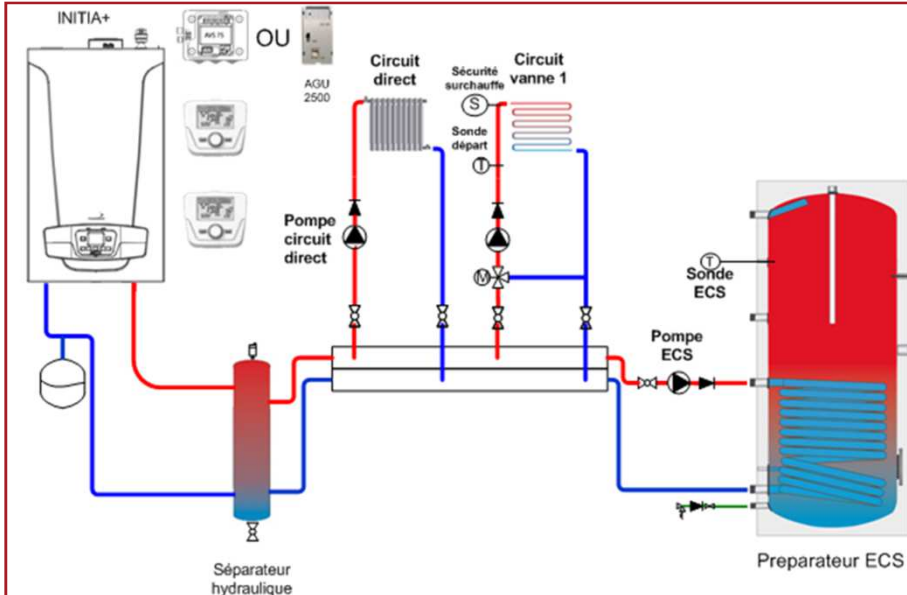 INITIA+
AVS 75
OU
AGU
2500
Circuit
direct
Sécurité
surchauffe
S
Circuit
vanne 1
Sonde
départ
T
Pompe
circuit
direct
M
T
Sonde
ECS
Pompe
ECS
Séparateur
hydraulique
Preparateur ECS